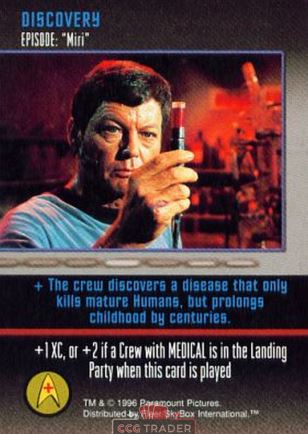 DISCOVERY
EPISODE: "Miri"
+ The crew discovers a disease that only
kills mature Humans, but prolongs
childhood by centuries.
+1 XC, or +2 if a Crew with MEDICAL is in the Landing
Party when this card is played
TM & © 1996 Paramount Pictures.
Distributed by SkyBox International.™
CCG TRADER